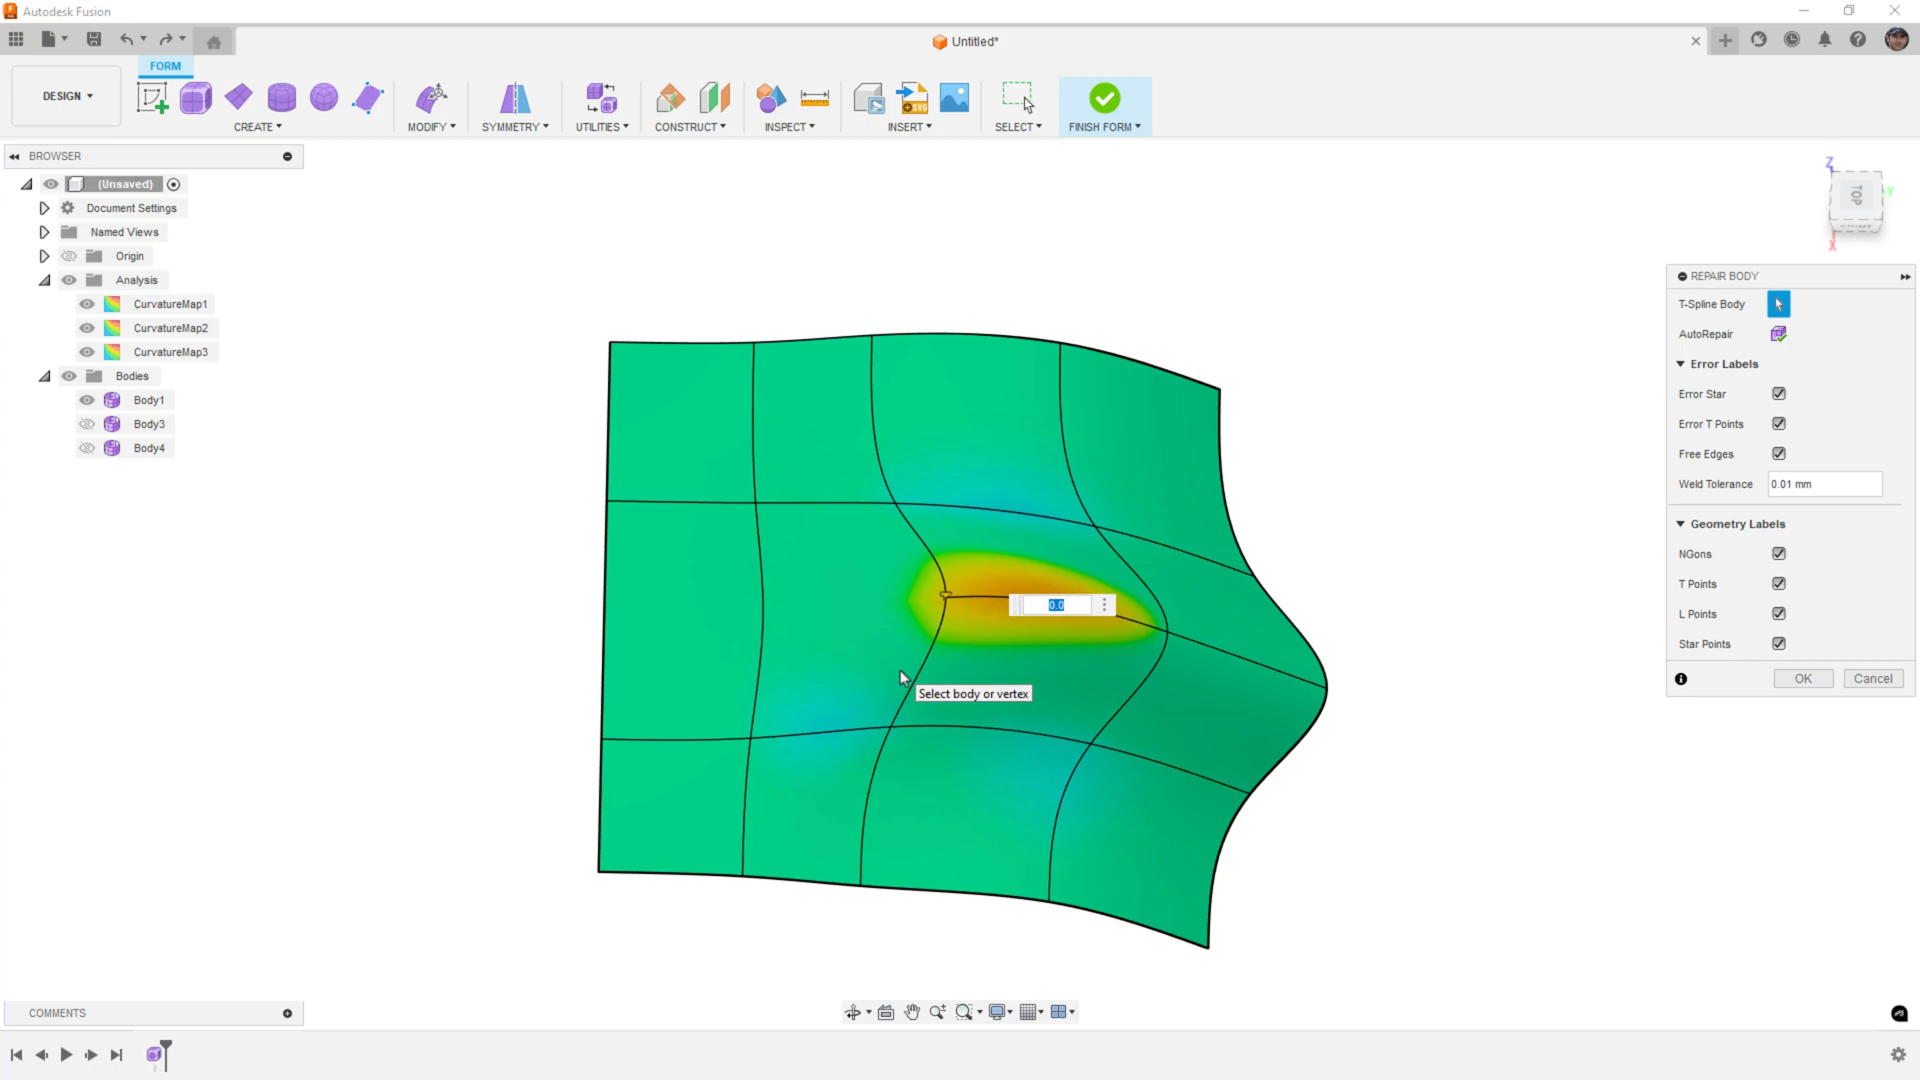 Autodesk Fusion
Untitled*
FORM
DESIGN
CREATE
MODIFY
SYMMETRY
UTILITIES
CONSTRUCT
INSPECT
INSERT
SELECT
FINISH FORM
BROWSER
(Unsaved)
Document Settings
Named Views
Origin
Analysis
CurvatureMap1
CurvatureMap2
CurvatureMap3
Bodies
Body1
Body3
Body4
Z
TOP
Y
X
REPAIR BODY
T-Spline Body
AutoRepair
Error Labels
Error Star
Error T Points
Free Edges
Weld Tolerance 0.01 mm
Geometry Labels
NGons
T Points
L Points
Star Points
OK Cancel
0.0
Select body or vertex
COMMENTS